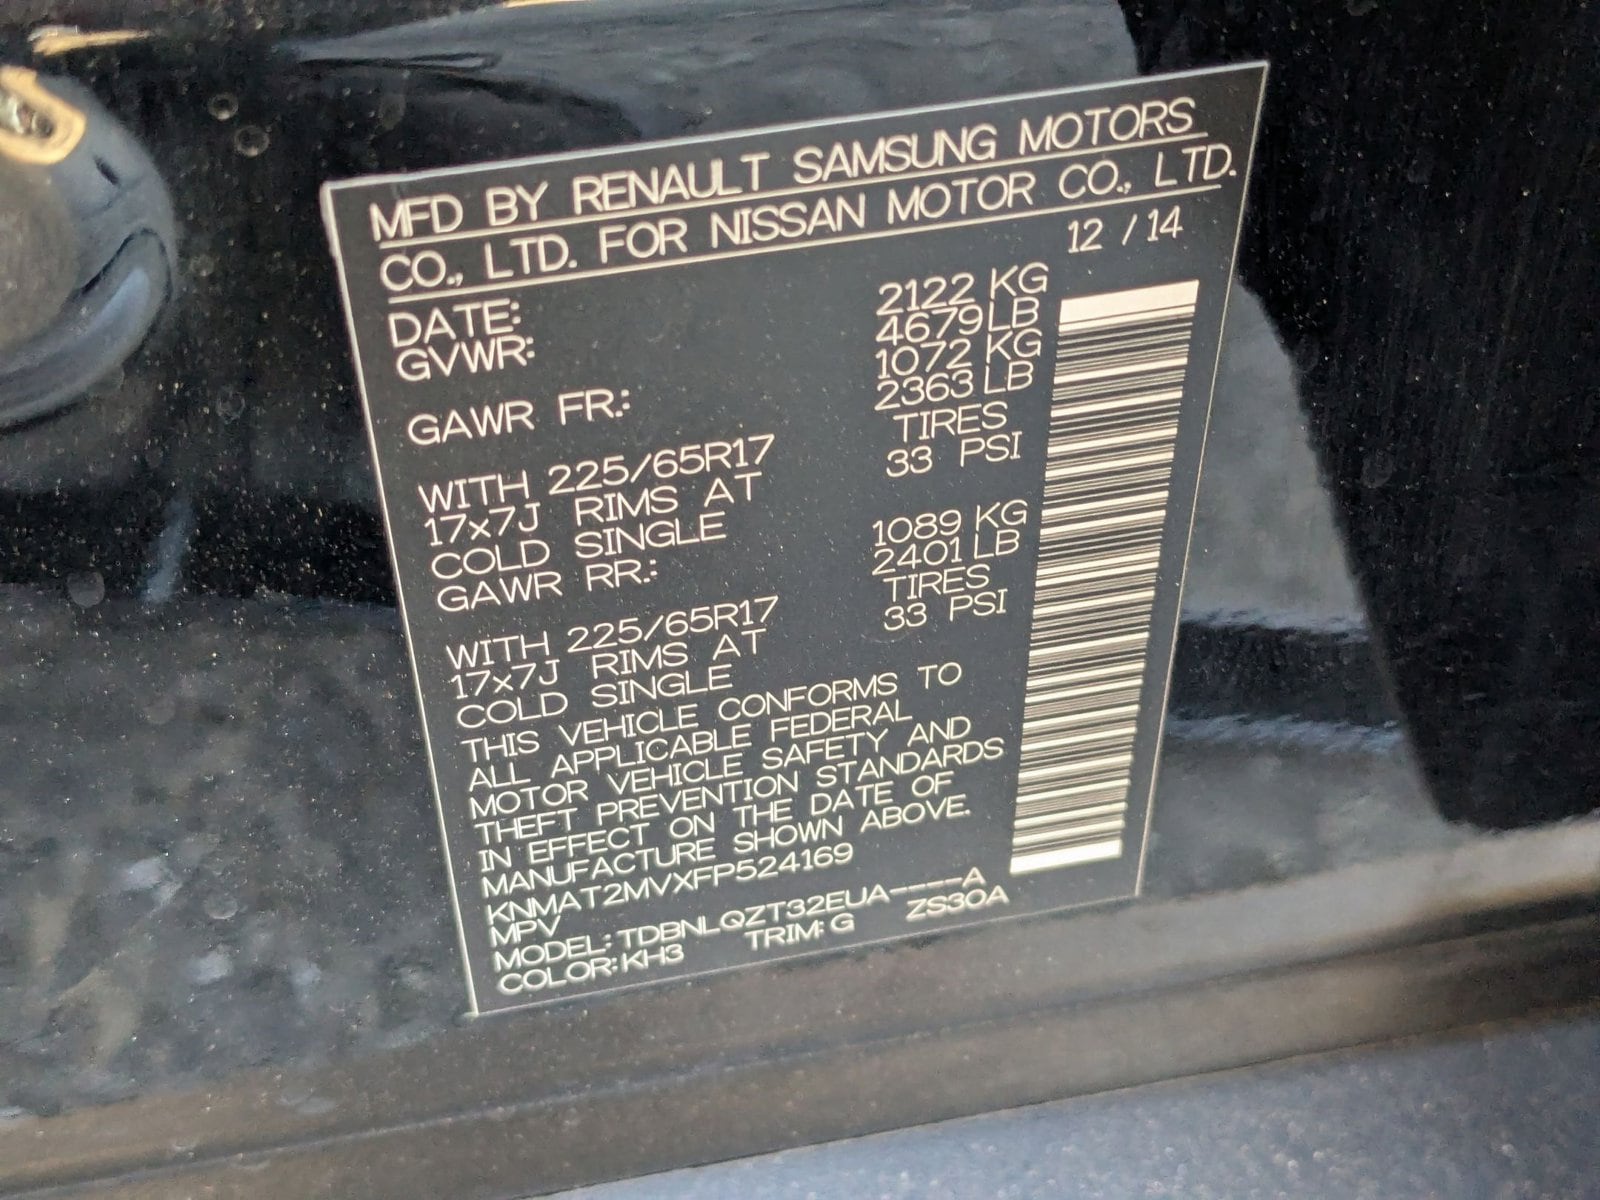 MFD BY RENAULT SAMSUNG MOTORS
CO., LTD. FOR NISSAN MOTOR CO., LTD.
DATE: 12 / 14
GVWR: 2122 KG
4679 LB
GAWR FR.: 1072 KG
2363 LB
WITH 225/65R17 TIRES
17x7J RIMS AT 33 PSI
COLD SINGLE
GAWR RR.: 1089 KG
2401 LB
WITH 225/65R17 TIRES
17x7J RIMS AT 33 PSI
COLD SINGLE
THIS VEHICLE CONFORMS TO
ALL APPLICABLE FEDERAL
MOTOR VEHICLE SAFETY AND
THEFT PREVENTION STANDARDS
IN EFFECT ON THE DATE OF
MANUFACTURE SHOWN ABOVE.
KNMAT2MVXFP524169
MPV
MODEL: TDBNLQZT32EUA----A
COLOR: KH3 TRIM: G ZS30A